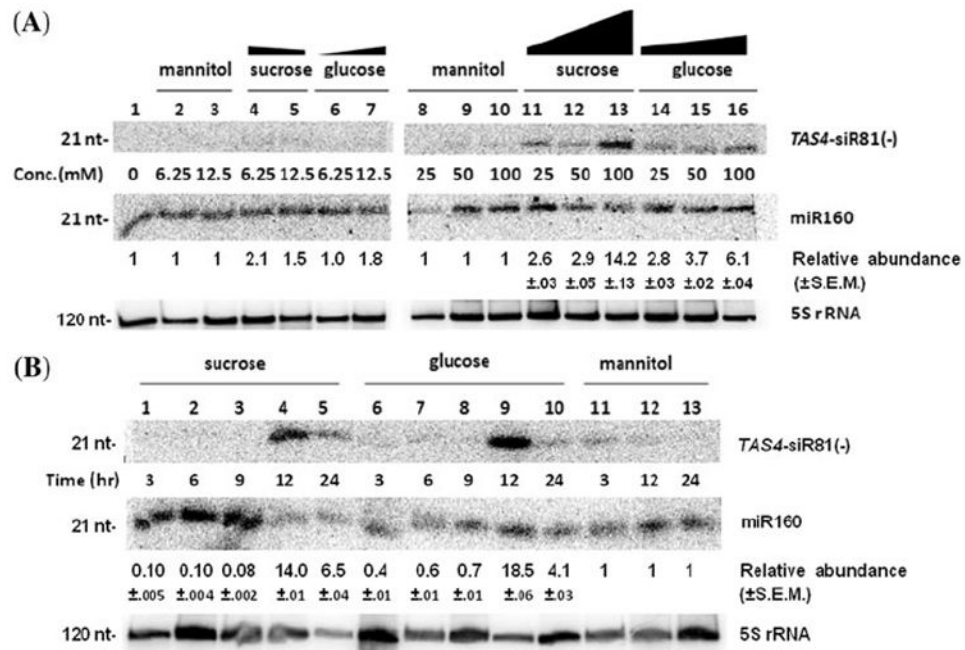 (A)
mannitol sucrose glucose mannitol sucrose glucose
1 2 3 4 5 6 7 8 9 10 11 12 13 14 15 16
21 nt- TAS4-siR81(-)
Conc.(mM) 0 6.25 12.5 6.25 12.5 6.25 12.5 25 50 100 25 50 100 25 50 100
21 nt- miR160
1 1 1 2.1 1.5 1.0 1.8 1 1 1 2.6 2.9 14.2 2.8 3.7 6.1 Relative abundance
±.03 ±.05 ±.13 ±.03 ±.02 ±.04 (±S.E.M.)
120 nt- 5S rRNA
(B)
sucrose glucose mannitol
1 2 3 4 5 6 7 8 9 10 11 12 13
21 nt- TAS4-siR81(-)
Time (hr) 3 6 9 12 24 3 6 9 12 24 3 12 24
21 nt- miR160
0.10 0.10 0.08 14.0 6.5 0.4 0.6 0.7 18.5 4.1 1 1 1 Relative abundance
±.005 ±.004 ±.002 ±.01 ±.04 ±.01 ±.01 ±.01 ±.06 ±.03 (±S.E.M.)
120 nt- 5S rRNA